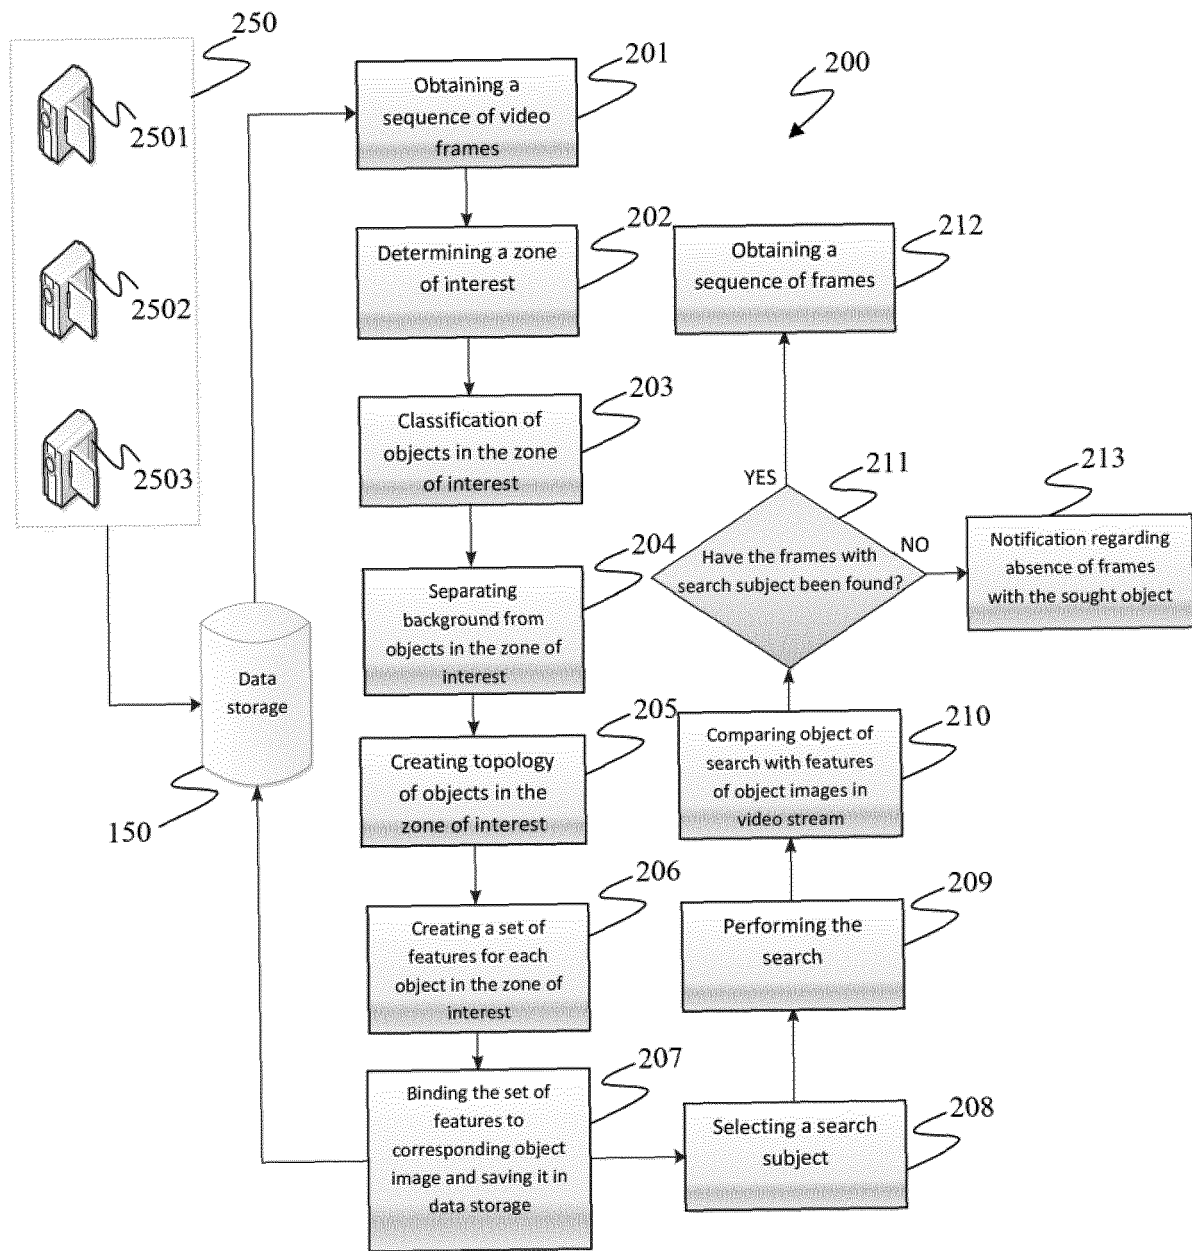 250
2501
2502
2503
Data
storage
150
200
201
Obtaining a
sequence of video
frames
202
Determining a zone
of interest
203
Classification of
objects in the zone
of interest
204
Separating
background from
objects in the zone of
interest
205
Creating topology
of objects in the
zone of interest
206
Creating a set of
features for each
object in the zone of
interest
207
Binding the set of
features to
corresponding object
image and saving it in
data storage
208
Selecting a search
subject
209
Performing the
search
210
Comparing object of
search with features
of object images in
video stream
211
Have the frames with
search subject been found?
YES
NO
212
Obtaining a
sequence of frames
213
Notification regarding
absence of frames
with the sought object